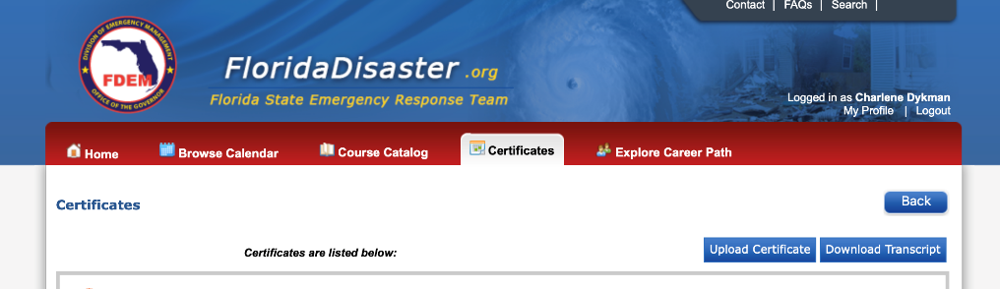 Contact | FAQs | Search |
DIVISION OF EMERGENCY MANAGEMENT
FDEM
OFFICE OF THE GOVERNOR
FloridaDisaster.org
Florida State Emergency Response Team
Logged in as Charlene Dykman
My Profile | Logout
Home
Browse Calendar
Course Catalog
Certificates
Explore Career Path
Certificates
Back
Certificates are listed below:
Upload Certificate
Download Transcript